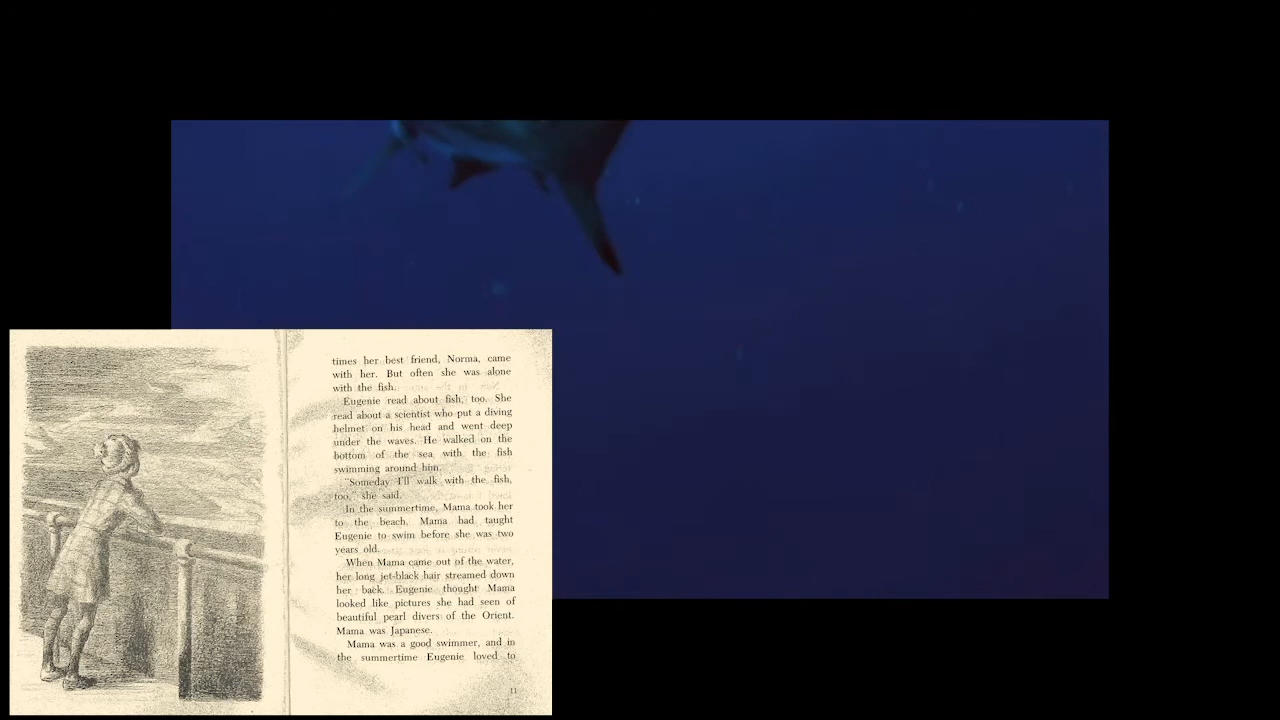 times her best friend, Norma, came
with her. But often she was alone
with the fish.
Eugenie read about fish, too. She
read about a scientist who put a diving
helmet on his head and went deep
under the waves. He walked on the
bottom of the sea with the fish
swimming around him.
"Someday I'll walk with the fish,
too," she said.
In the summertime, Mama took her
to the beach. Mama had taught
Eugenie to swim before she was two
years old.
When Mama came out of the water,
her long jet-black hair streamed down
her back. Eugenie thought Mama
looked like pictures she had seen of
beautiful pearl divers of the Orient.
Mama was Japanese.
Mama was a good swimmer, and in
the summertime Eugenie loved to
11